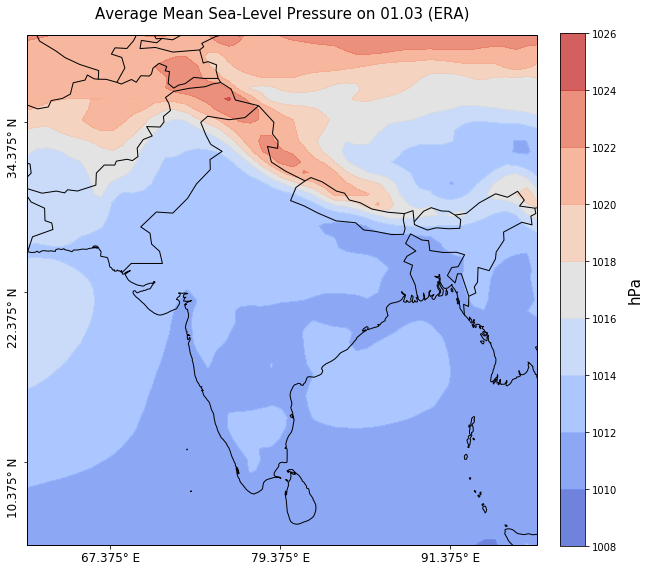 Average Mean Sea-Level Pressure on 01.03 (ERA)
34.375° N
22.375° N
10.375° N
67.375° E
79.375° E
91.375° E
1026
1024
1022
1020
1018
1016
1014
1012
1010
1008
hPa